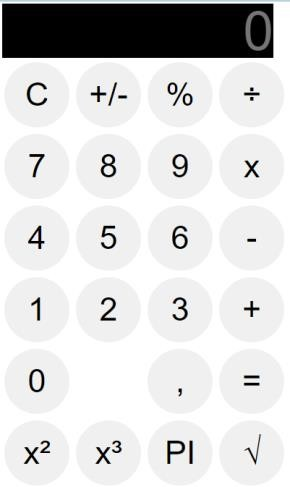 0
C +/- % ÷
7 8 9 x
4 5 6 -
1 2 3 +
0 , =
x² x³ PI √